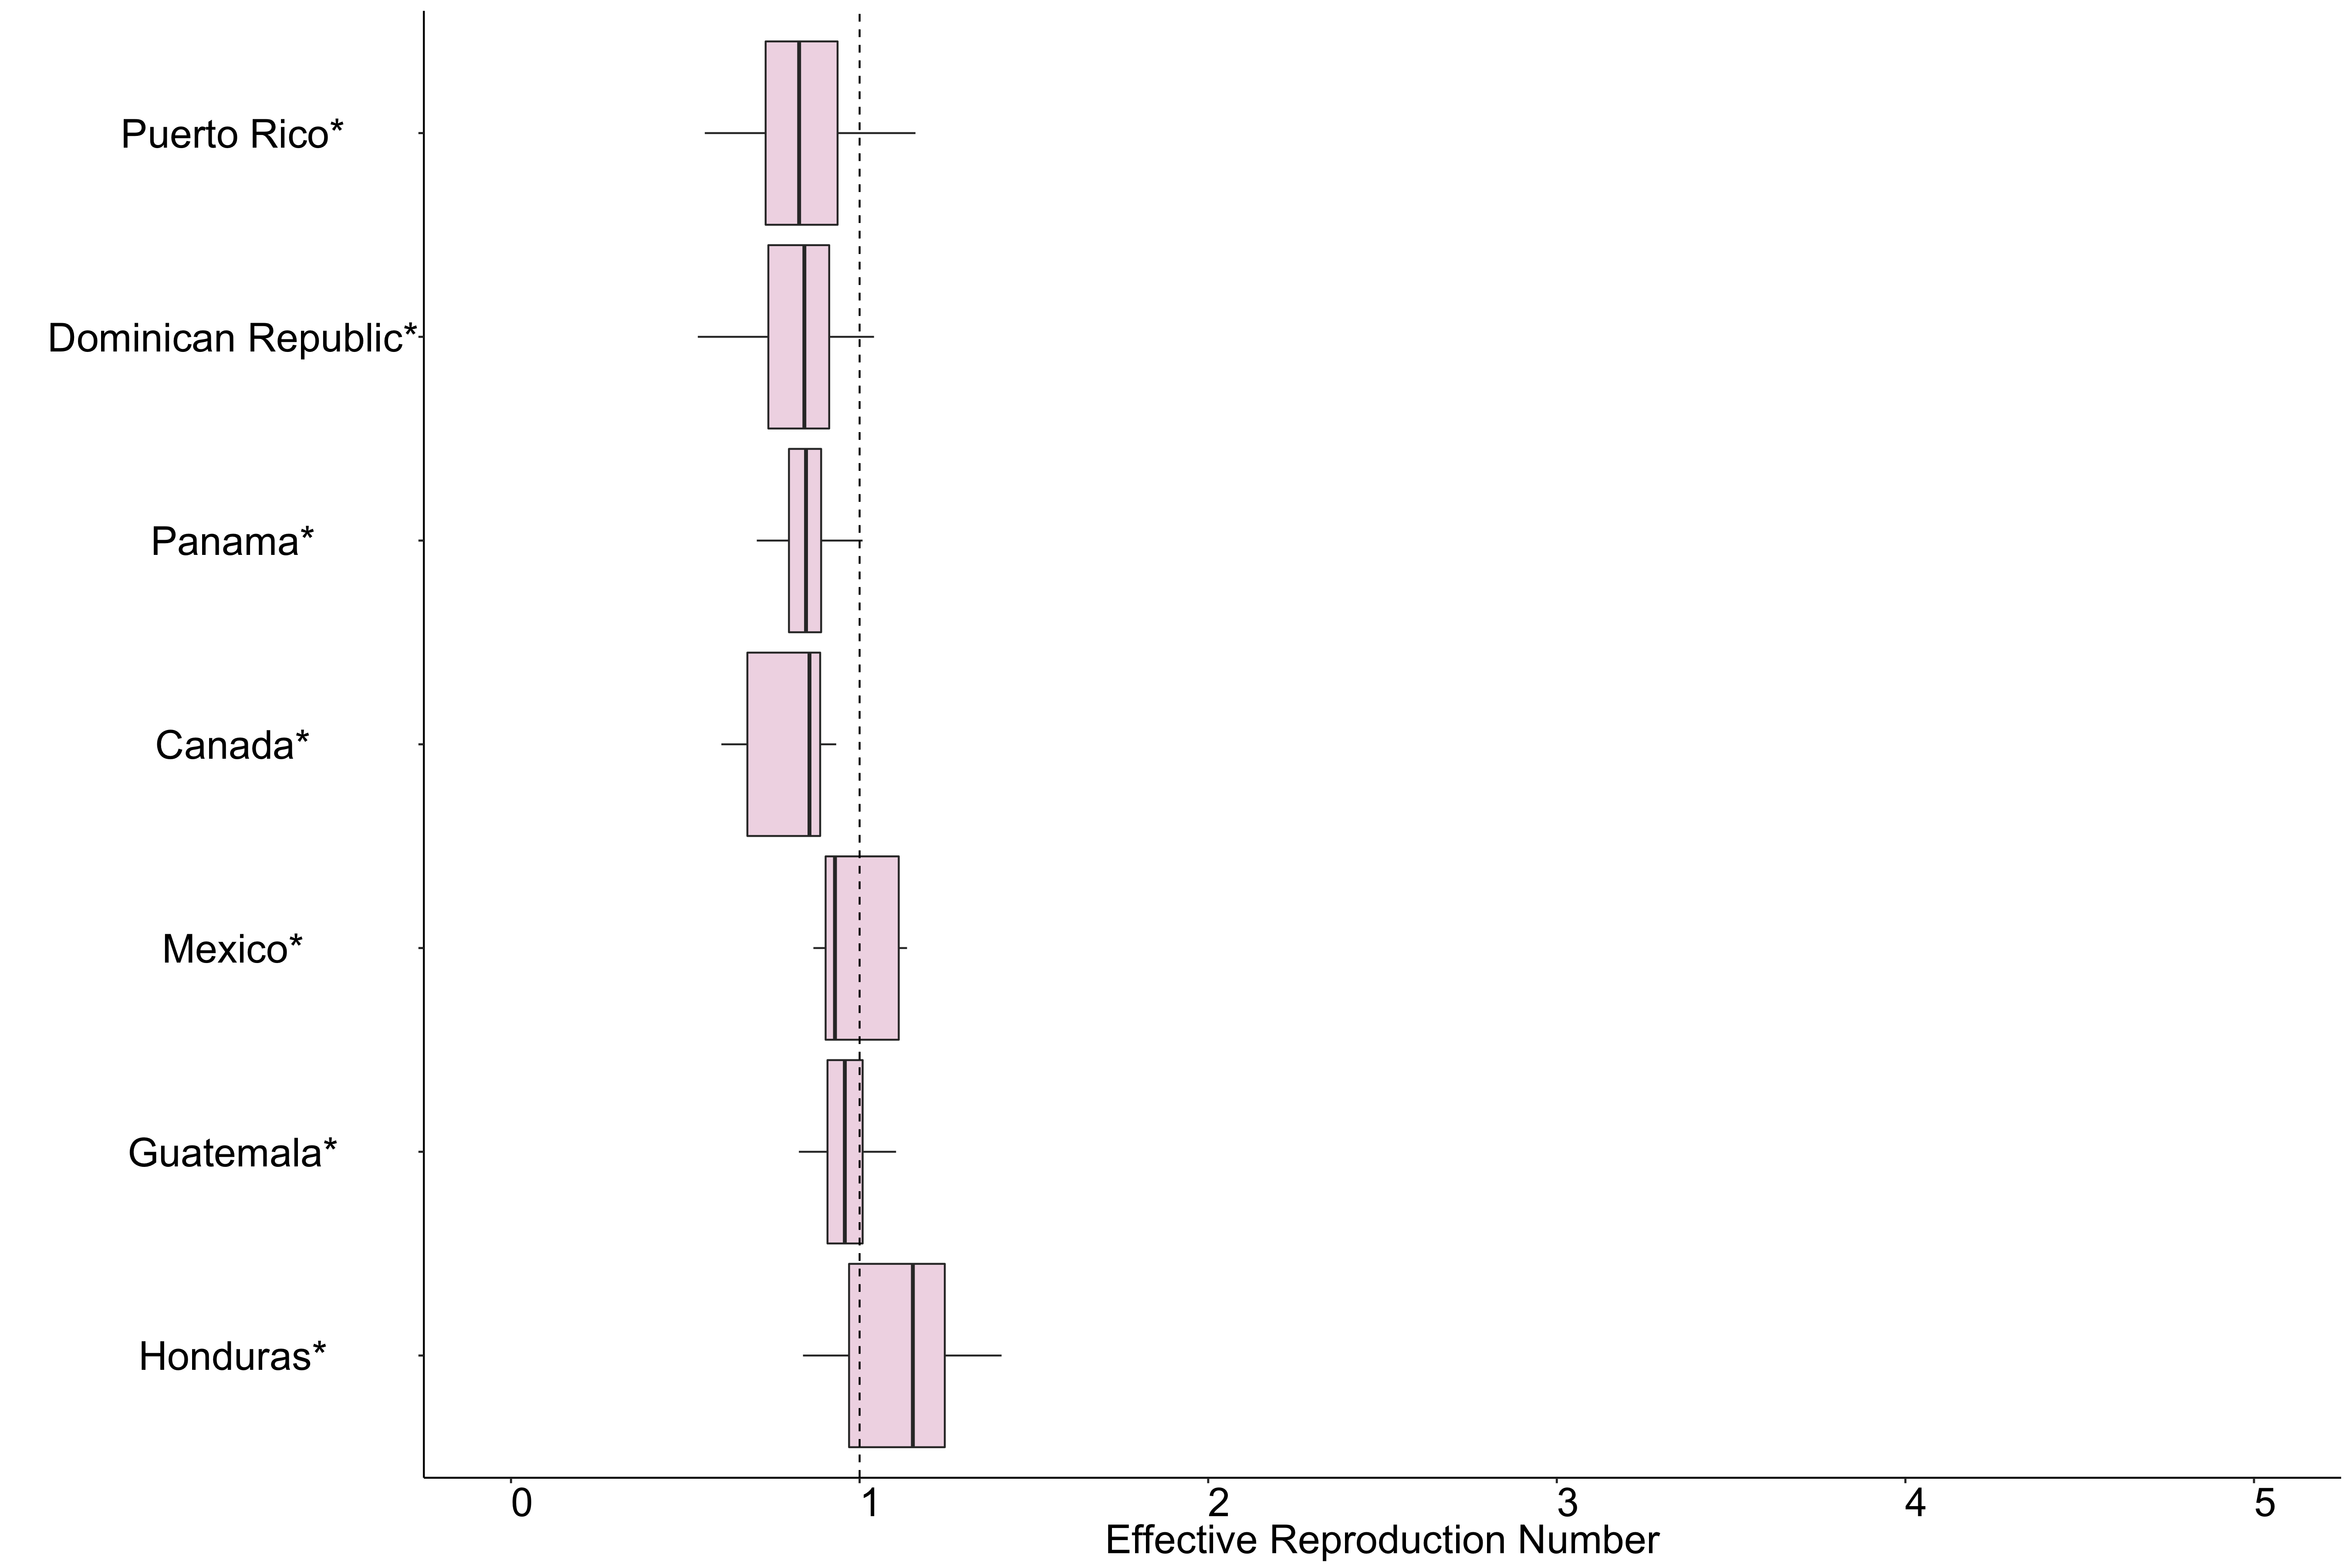 Puerto Rico*
Dominican Republic*
Panama*
Canada*
Mexico*
Guatemala*
Honduras*
0 1 2 3 4 5
Effective Reproduction Number